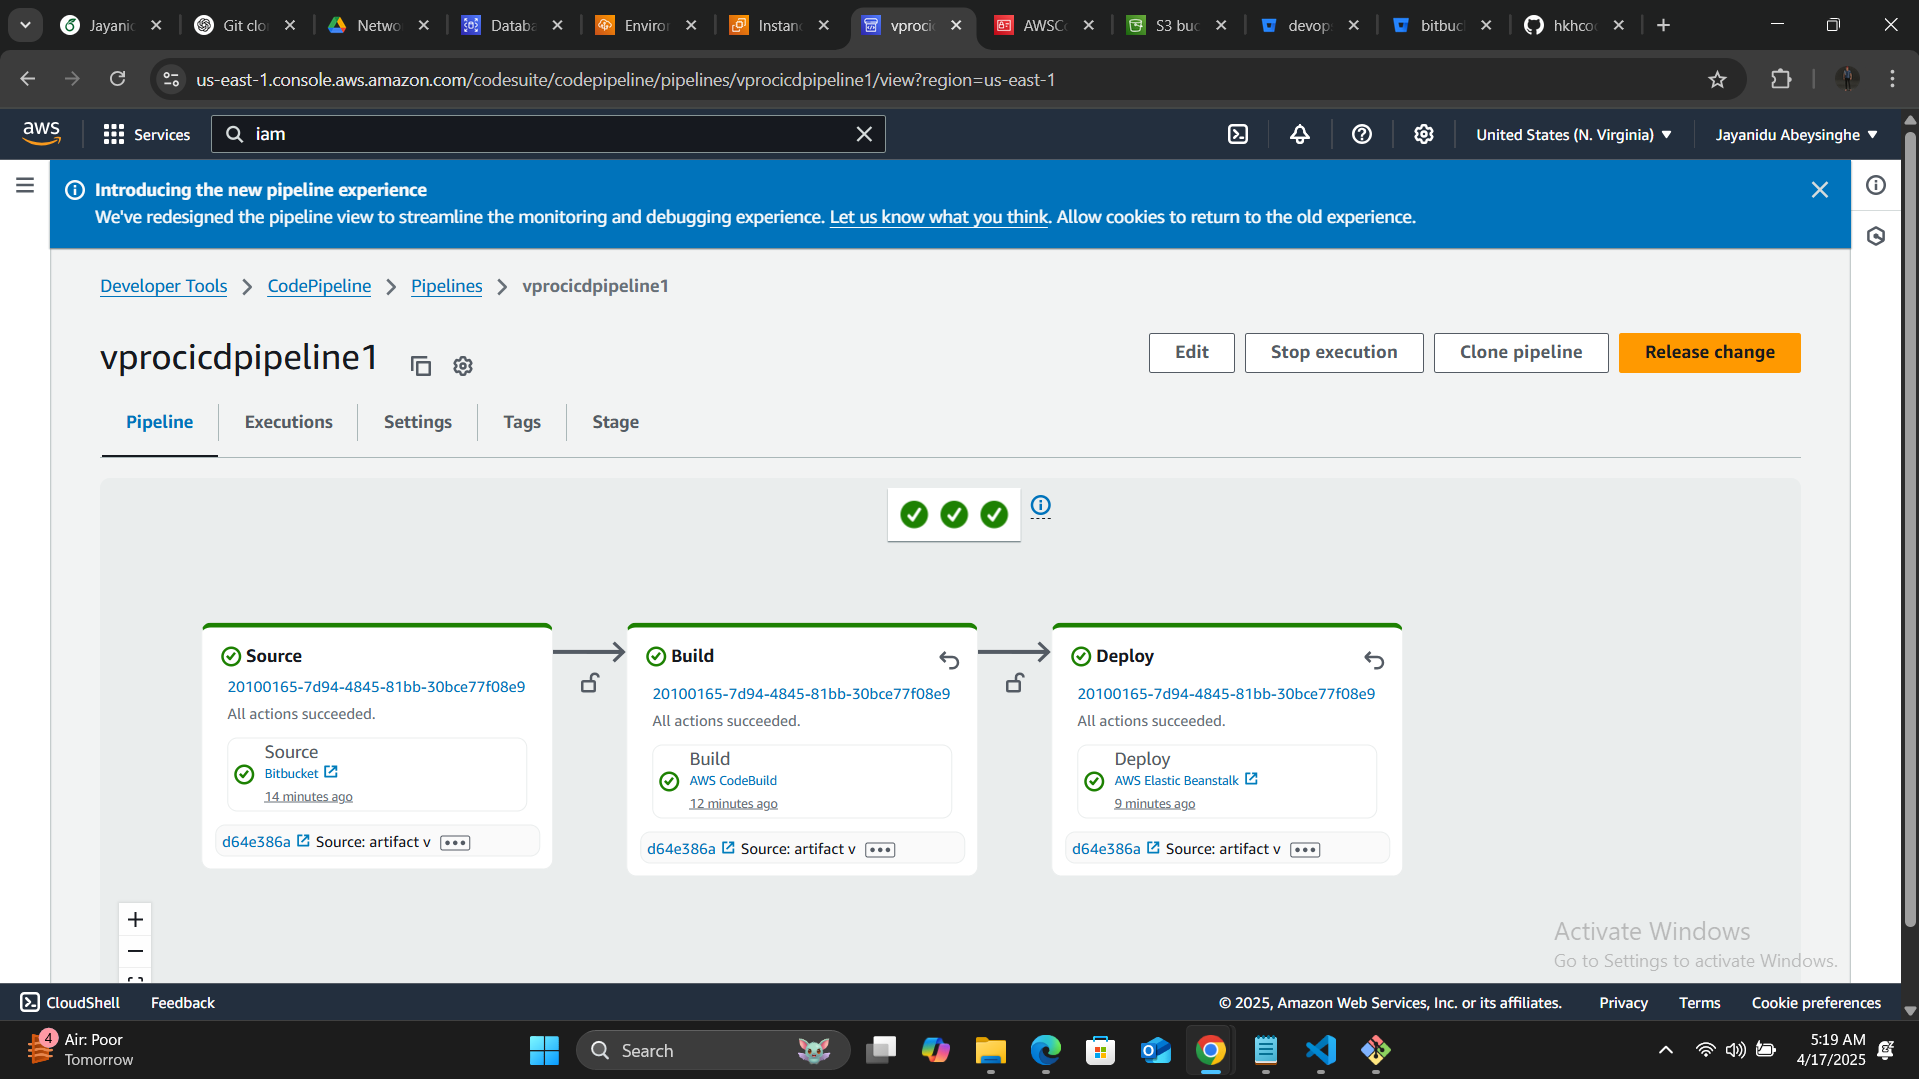 Jayanic
Git clo
Netwo
Databa
Enviro
Instanc
vprocic
AWSCo
S3 buc
devops
bitbuc
hkhcoc
us-east-1.console.aws.amazon.com/codesuite/codepipeline/pipelines/vprocicdpipeline1/view?region=us-east-1
aws
Services
iam
United States (N. Virginia)
Jayanidu Abeysinghe
Introducing the new pipeline experience
We've redesigned the pipeline view to streamline the monitoring and debugging experience. Let us know what you think. Allow cookies to return to the old experience.
Developer Tools > CodePipeline > Pipelines > vprocicdpipeline1
vprocicdpipeline1
Edit
Stop execution
Clone pipeline
Release change
Pipeline
Executions
Settings
Tags
Stage
Source
20100165-7d94-4845-81bb-30bce77f08e9
All actions succeeded.
Source
Bitbucket
14 minutes ago
d64e386a Source: artifact v
Build
20100165-7d94-4845-81bb-30bce77f08e9
All actions succeeded.
Build
AWS CodeBuild
12 minutes ago
d64e386a Source: artifact v
Deploy
20100165-7d94-4845-81bb-30bce77f08e9
All actions succeeded.
Deploy
AWS Elastic Beanstalk
9 minutes ago
d64e386a Source: artifact v
Activate Windows
Go to Settings to activate Windows.
CloudShell
Feedback
© 2025, Amazon Web Services, Inc. or its affiliates.
Privacy
Terms
Cookie preferences
4
Air: Poor
Tomorrow
Search
5:19 AM
4/17/2025